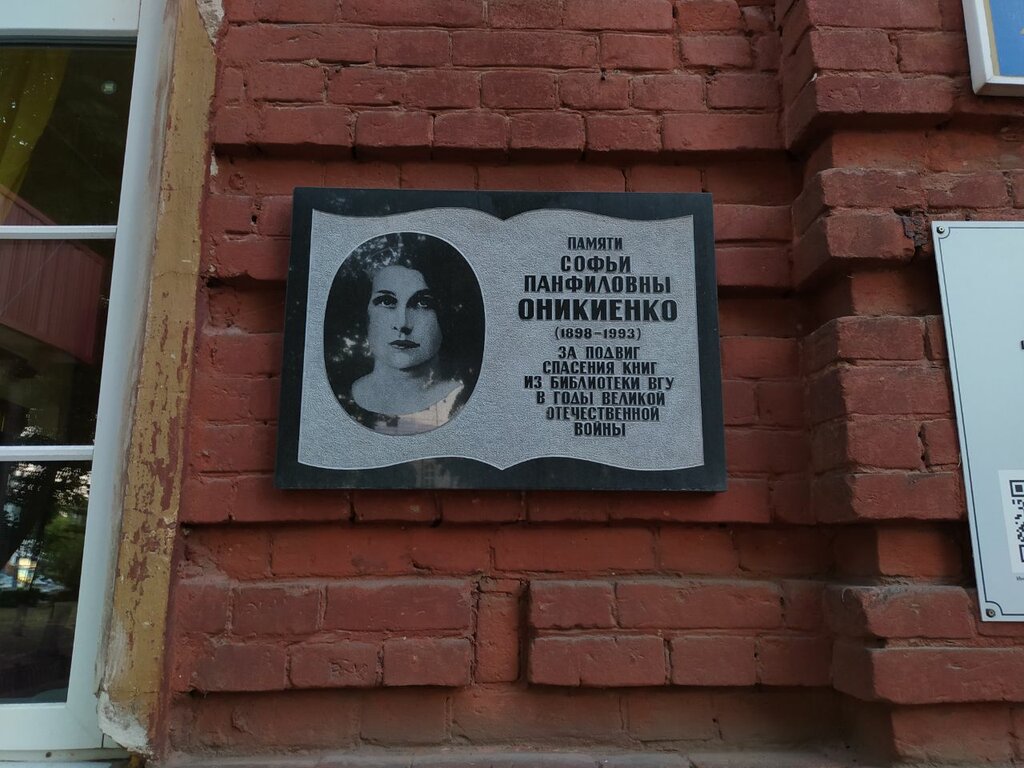 ПАМЯТИ
СОФЬИ
ПАНФИЛОВНЫ
ОНИКИЕНКО
(1898-1993)
ЗА ПОДВИГ
СПАСЕНИЯ КНИГ
ИЗ БИБЛИОТЕКИ ВГУ
В ГОДЫ ВЕЛИКОЙ
ОТЕЧЕСТВЕННОЙ
ВОЙНЫ